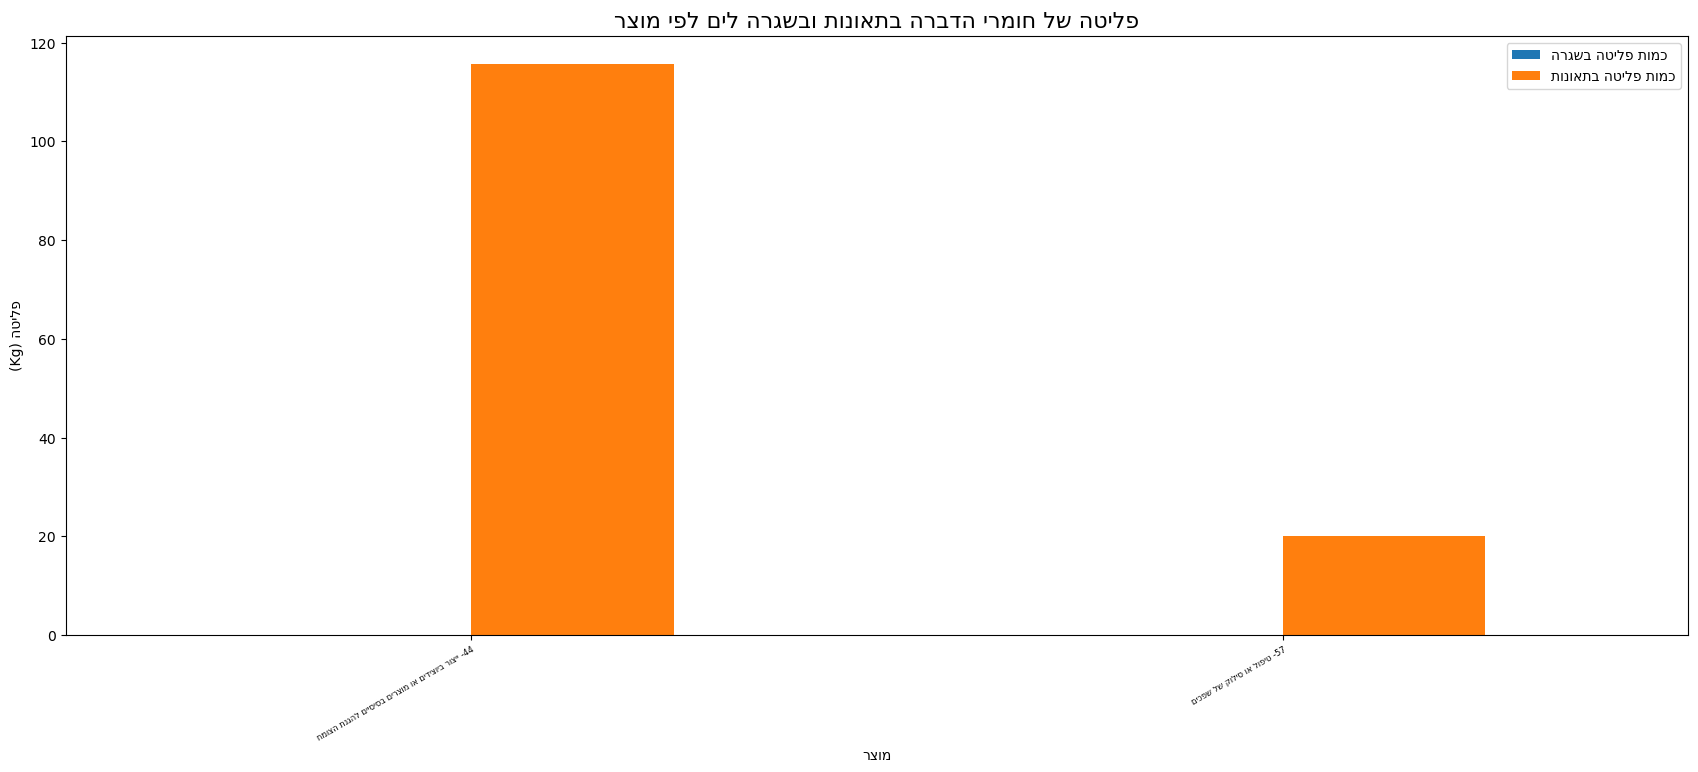 פליטה של חומרי הדברה בתאונות ובשגרה לים לפי מוצר
כמות פליטה בשגרה
כמות פליטה בתאונות
120
100
80
60
40
20
0
פליטה (Kg)
44- ייצור ביוצידים או מוצרים בסיסיים להגנת הצומח
57- טיפול או סילוק של שפכים
מוצר